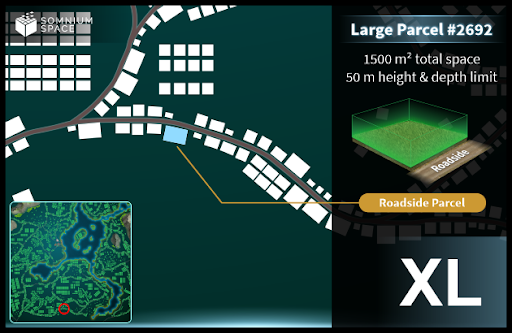 SOMNIUM
SPACE
Large Parcel #2692
1500 m² total space
50 m height & depth limit
Roadside
Roadside Parcel
XL